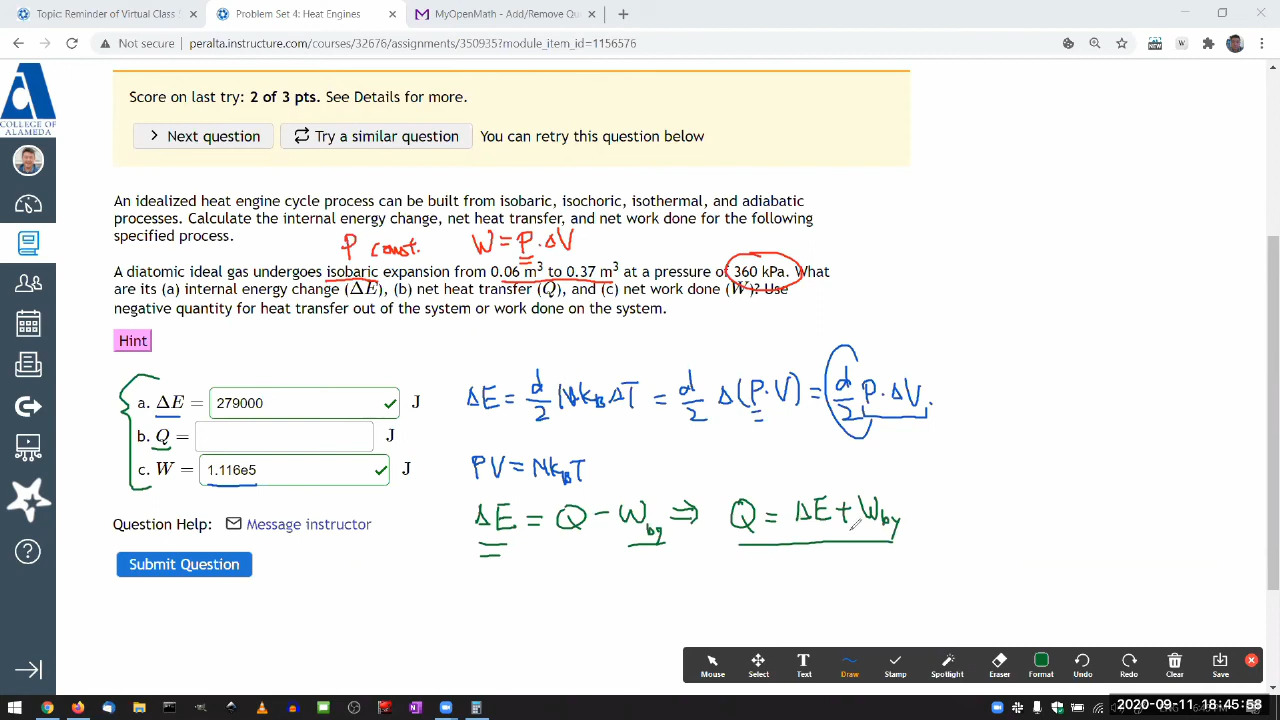 Topic: Reminder of Virtual Class
Problem Set 4: Heat Engines
MyOpenMath - Add/Remove Qu
Not secure
peralta.instructure.com/courses/32676/assignments/350935?module_item_id=1156576
NEW
W
COLLEGE OF
ALAMEDA
Score on last try: 2 of 3 pts. See Details for more.
Next question
Try a similar question
You can retry this question below
An idealized heat engine cycle process can be built from isobaric, isochoric, isothermal, and adiabatic
processes. Calculate the internal energy change, net heat transfer, and net work done for the following
specified process.
P const.
W = P·ΔV
A diatomic ideal gas undergoes isobaric expansion from 0.06 m³ to 0.37 m³ at a pressure of 360 kPa. What
are its (a) internal energy change (ΔE), (b) net heat transfer (Q), and (c) net work done (W)? Use
negative quantity for heat transfer out of the system or work done on the system.
Hint
a. ΔE = 279000 J
ΔE = d/2 Nk_BΔT = d/2 Δ(P·V) = d/2 P·ΔV.
b. Q = J
c. W = 1.116e5 J
PV = Nk_BT
ΔE = Q − W_by ⇒ Q = ΔE + W_by
Question Help: Message instructor
Submit Question
Mouse
Select
Text
Draw
Stamp
Spotlight
Eraser
Format
Undo
Redo
Clear
Save
2020-09-11 18:45:58